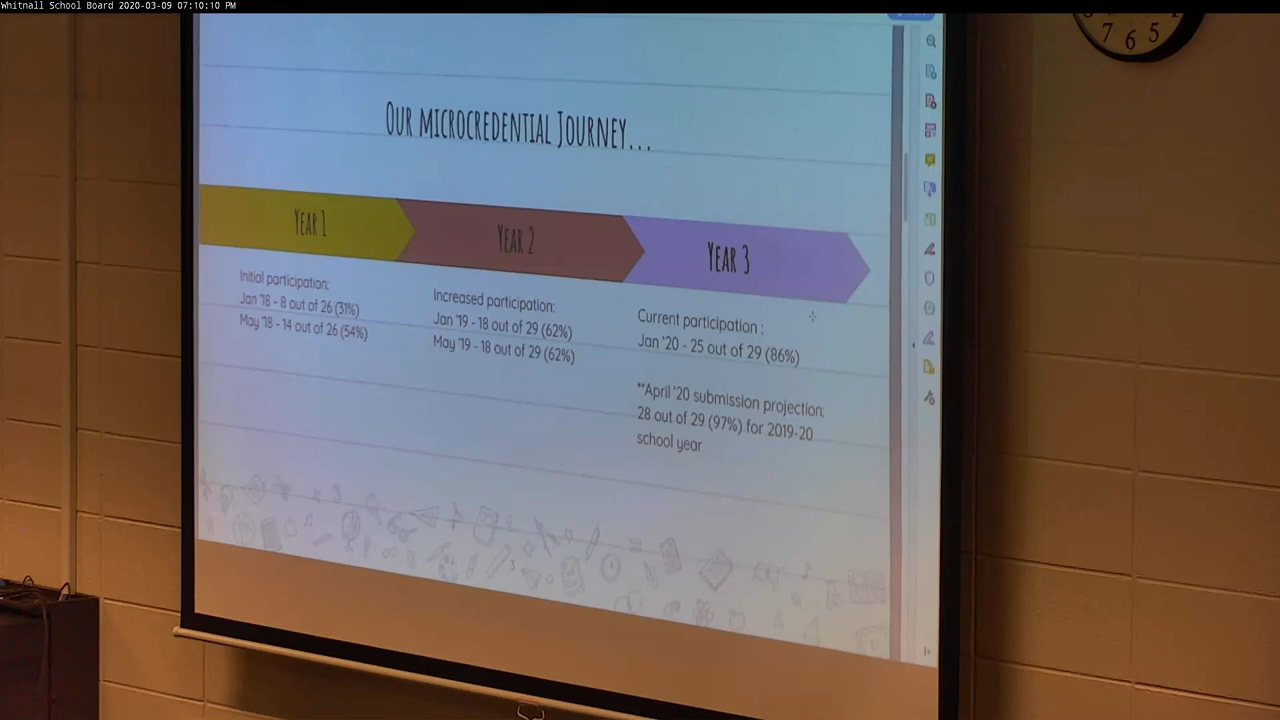 Whitnall School Board 2020-03-09 07:10:10 PM
7 6 5
OUR MICROCREDENTIAL JOURNEY...
YEAR 1
YEAR 2
YEAR 3
Initial participation:
Jan '18 - 8 out of 26 (31%)
May '18 - 14 out of 26 (54%)
Increased participation:
Jan '19 - 18 out of 29 (62%)
May '19 - 18 out of 29 (62%)
Current participation :
Jan '20 - 25 out of 29 (86%)
**April '20 submission projection:
28 out of 29 (97%) for 2019-20
school year